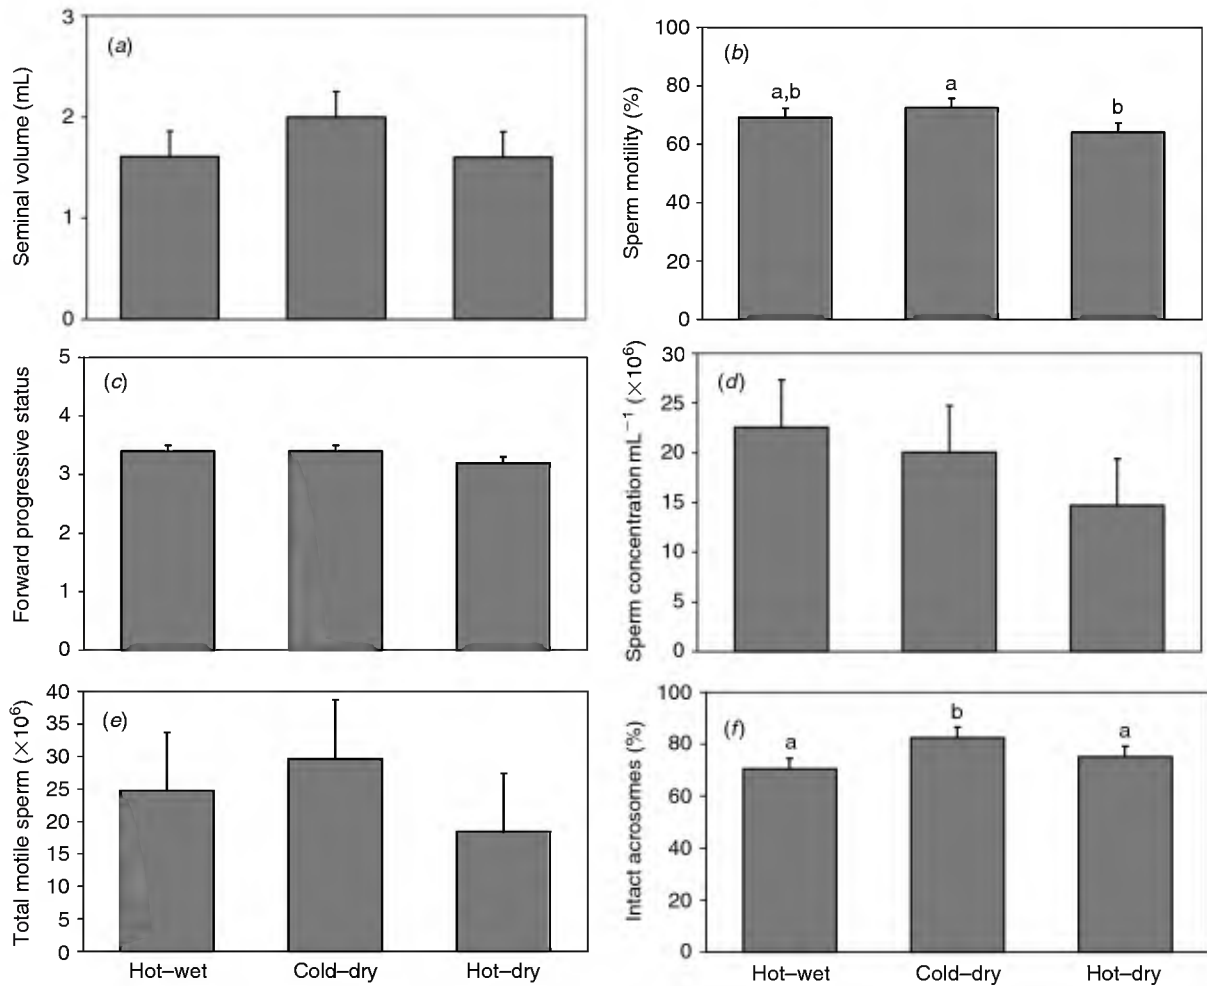 (a)
Seminal volume (mL)
3
2
1
0
(b)
Sperm motility (%)
100
80
60
40
20
0
a,b
a
b
(c)
Forward progressive status
5
4
3
2
1
0
(d)
Sperm concentration mL⁻¹ (×10⁶)
30
25
20
15
10
5
0
(e)
Total motile sperm (×10⁶)
40
35
30
25
20
15
10
5
0
Hot–wet
Cold–dry
Hot–dry
(f)
Intact acrosomes (%)
100
80
60
40
20
0
a
b
a
Hot–wet
Cold–dry
Hot–dry